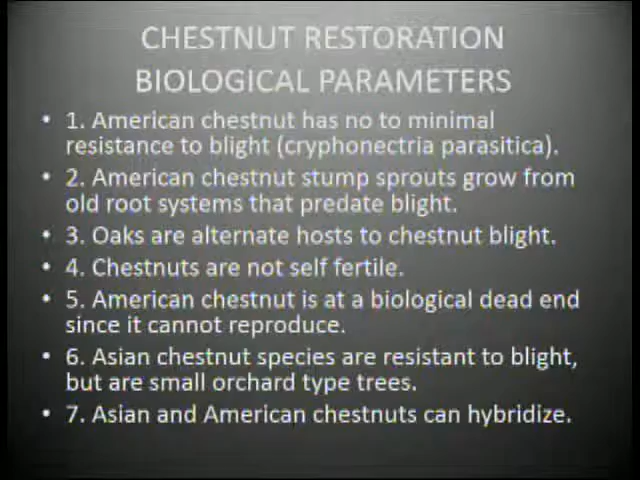 CHESTNUT RESTORATION
BIOLOGICAL PARAMETERS
• 1. American chestnut has no to minimal
resistance to blight (cryphonectria parasitica).
• 2. American chestnut stump sprouts grow from
old root systems that predate blight.
• 3. Oaks are alternate hosts to chestnut blight.
• 4. Chestnuts are not self fertile.
• 5. American chestnut is at a biological dead end
since it cannot reproduce.
• 6. Asian chestnut species are resistant to blight,
but are small orchard type trees.
• 7. Asian and American chestnuts can hybridize.